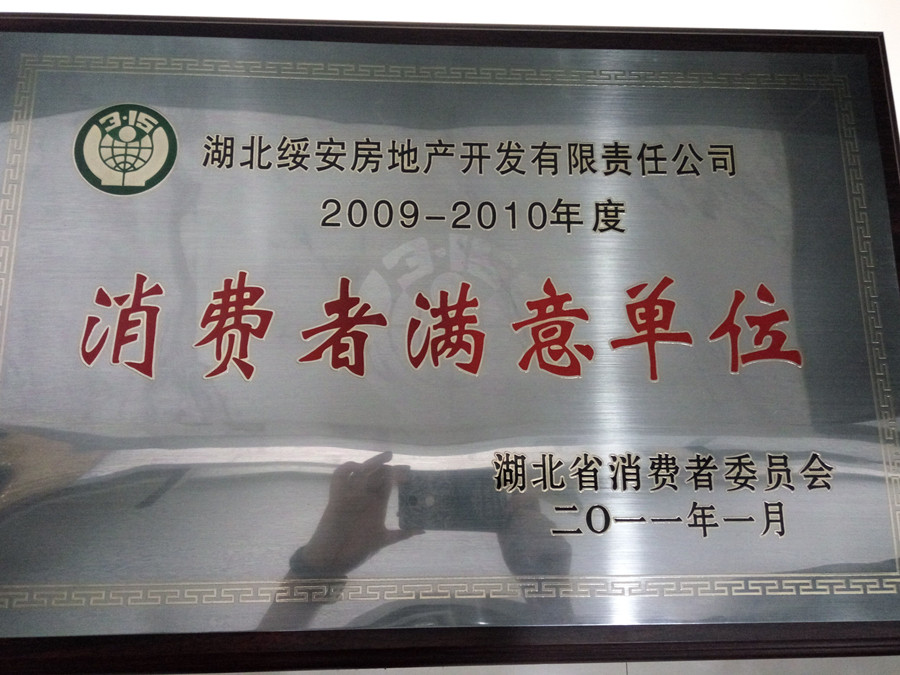 3·15
湖北绥安房地产开发有限责任公司
2009-2010年度
消费者满意单位
湖北省消费者委员会
二〇一一年一月